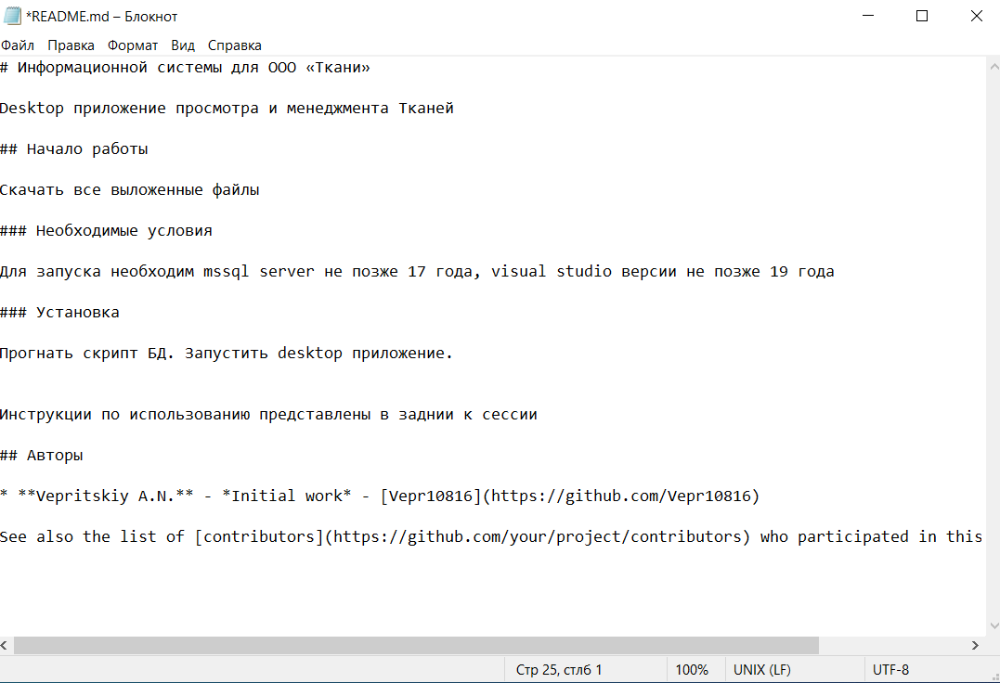 *README.md – Блокнот
Файл Правка Формат Вид Справка
# Информационной системы для ООО «Ткани»
Desktop приложение просмотра и менеджмента Тканей
## Начало работы
Скачать все выложенные файлы
### Необходимые условия
Для запуска необходим mssql server не позже 17 года, visual studio версии не позже 19 года
### Установка
Прогнать скрипт БД. Запустить desktop приложение.
Инструкции по использованию представлены в заднии к сессии
## Авторы
* **Vepritskiy A.N.** - *Initial work* - [Vepr10816](https://github.com/Vepr10816)
See also the list of [contributors](https://github.com/your/project/contributors) who participated in this
Стр 25, стлб 1 100% UNIX (LF) UTF-8